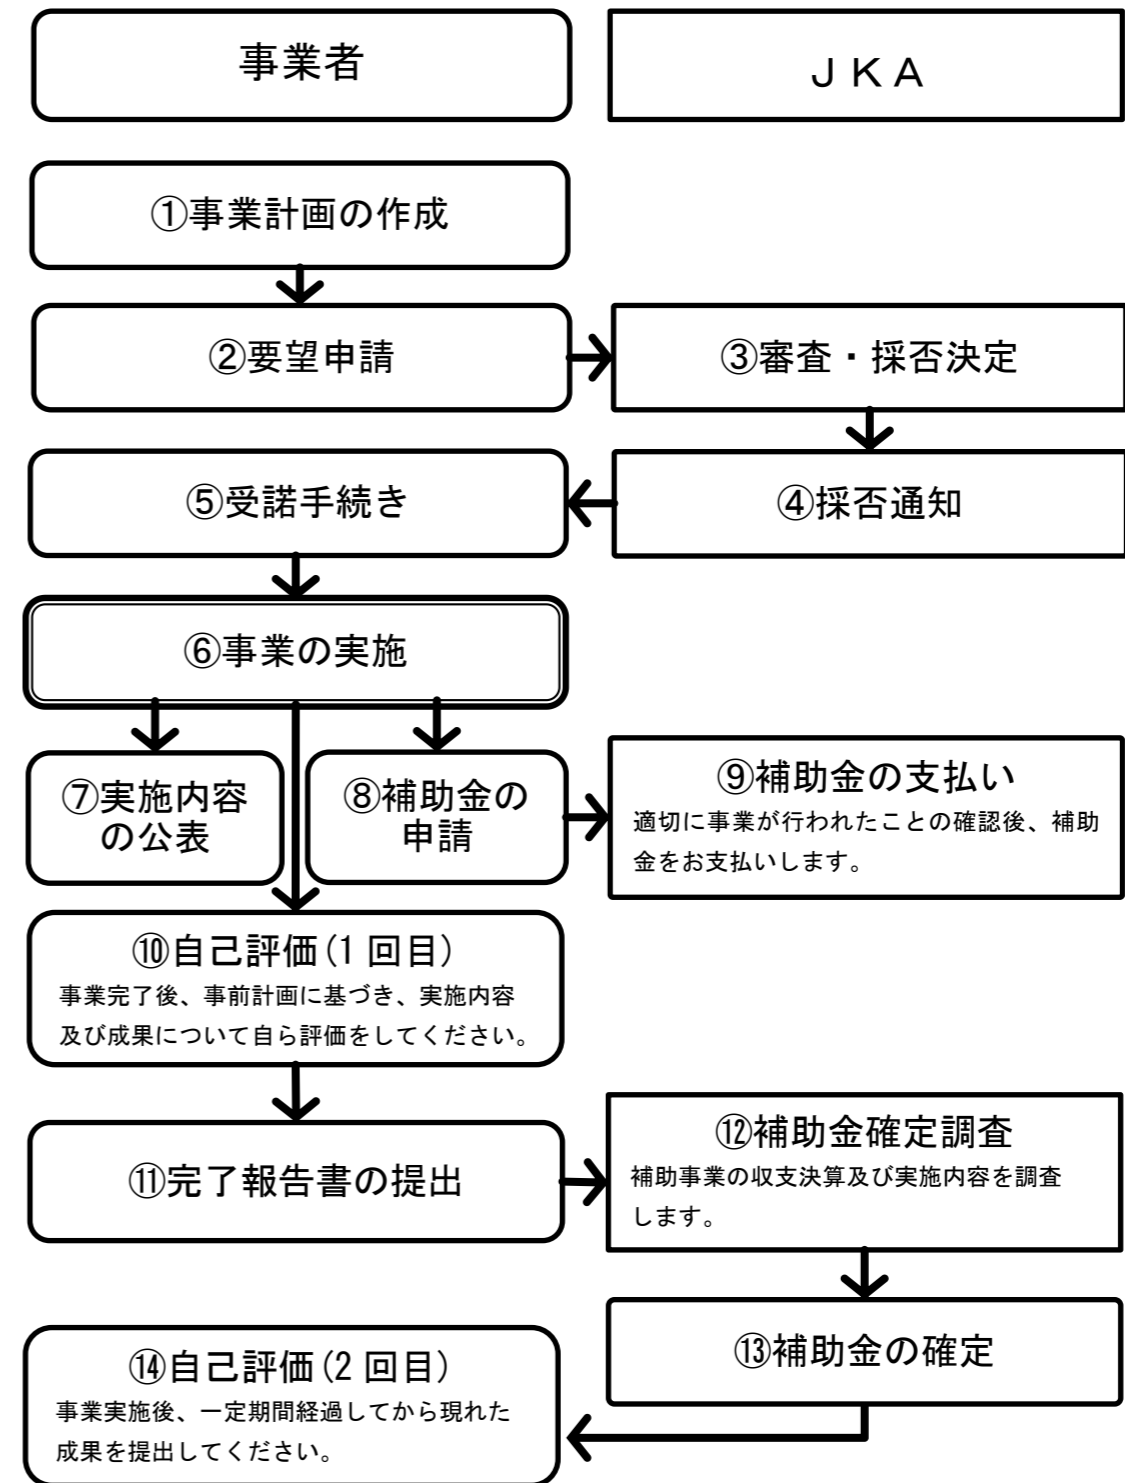 事業者
ＪＫＡ
①事業計画の作成
②要望申請
③審査・採否決定
④採否通知
⑤受諾手続き
⑥事業の実施
⑦実施内容
の公表
⑧補助金の
申請
⑨補助金の支払い
適切に事業が行われたことの確認後、補助
金をお支払いします。
⑩自己評価(1回目)
事業完了後、事前計画に基づき、実施内容
及び成果について自ら評価をしてください。
⑪完了報告書の提出
⑫補助金確定調査
補助事業の収支決算及び実施内容を調査
します。
⑬補助金の確定
⑭自己評価(2回目)
事業実施後、一定期間経過してから現れた
成果を提出してください。